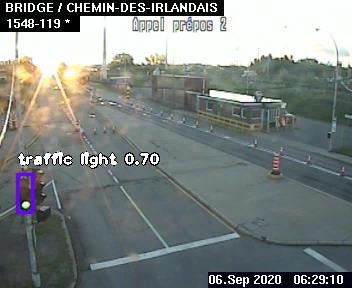 BRIDGE / CHEMIN-DES-IRLANDAIS
1548-119 *
Appel prépos 2
traffic light 0.70
06.Sep 2020 06:29:10